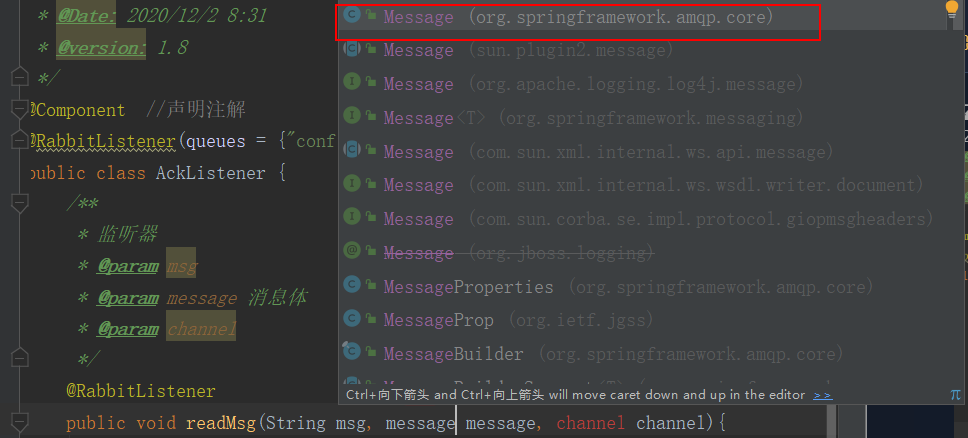 * @Date: 2020/12/2 8:31
* @version: 1.8
*/
@Component //声明注解
@RabbitListener(queues = {"conf
public class AckListener {
/**
* 监听器
* @param msg
* @param message 消息体
* @param channel
*/
@RabbitListener
public void readMsg(String msg, message message, channel channel){
Message (org.springframework.amqp.core)
Message (sun.plugin2.message)
Message (org.apache.logging.log4j.message)
Message<T> (org.springframework.messaging)
Message (com.sun.xml.internal.ws.api.message)
Message (com.sun.xml.internal.ws.wsdl.writer.document)
Message (com.sun.corba.se.impl.protocol.giopmsgheaders)
Message (org.jboss.logging)
MessageProperties (org.springframework.amqp.core)
MessageProp (org.ietf.jgss)
MessageBuilder (org.springframework.amqp.core)
Ctrl+向下箭头 and Ctrl+向上箭头 will move caret down and up in the editor >>
π